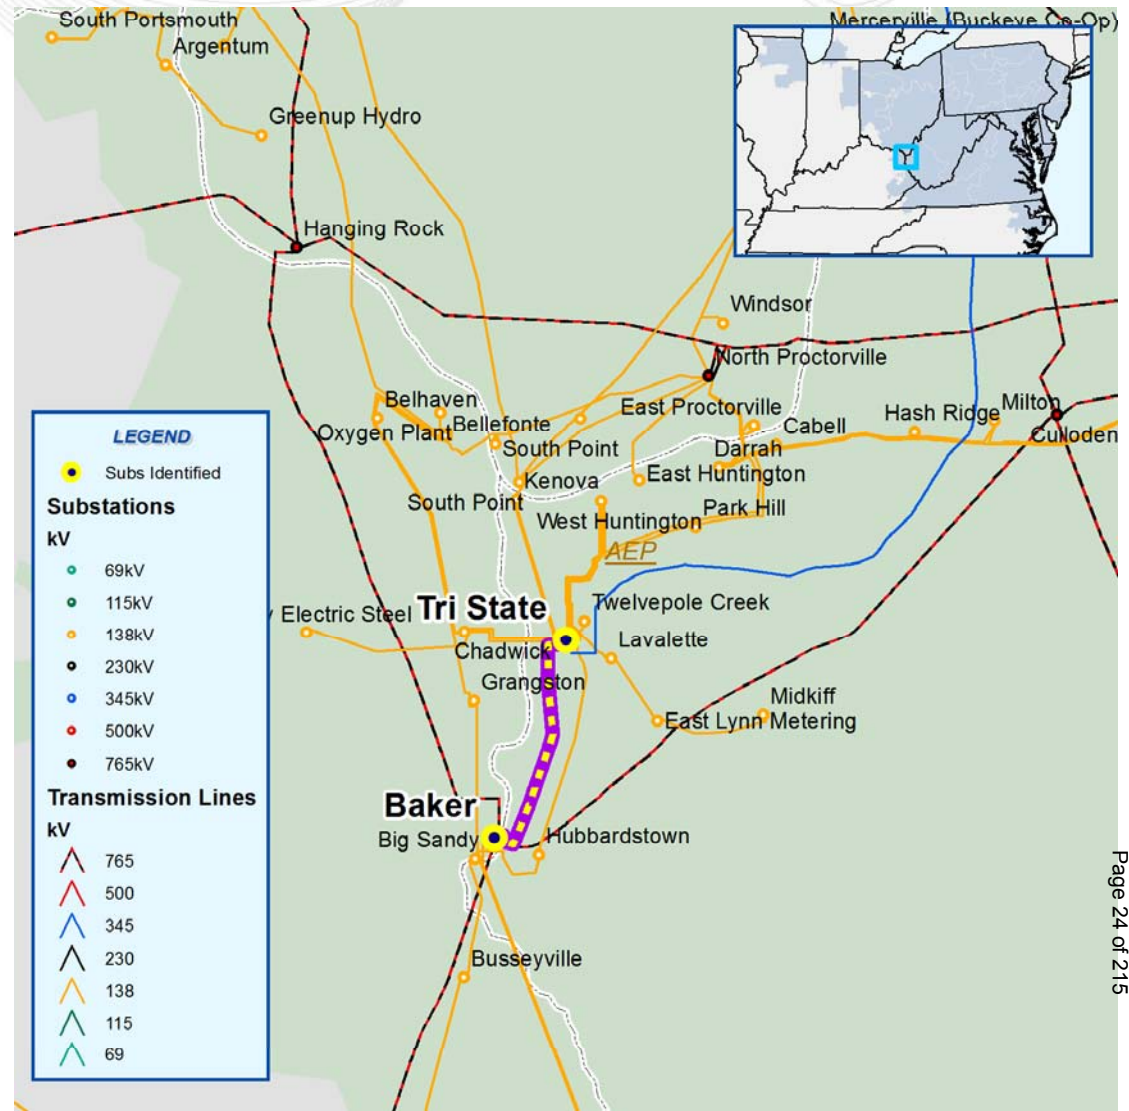 South Portsmouth
Mercerville (Buckeye Co-Op)
Argentum
Greenup Hydro
Hanging Rock
Windsor
North Proctorville
Belhaven
East Proctorville
Hash Ridge
Milton
Oxygen Plant
Bellefonte
Cabell
Culloden
South Point
Darrah
Kenova
East Huntington
South Point
Park Hill
West Huntington
AEP
Tri State
Twelvepole Creek
y Electric Steel
Chadwick
Lavalette
Grangston
Midkiff
East Lynn Metering
Baker
Big Sandy
Hubbardstown
Busseyville
LEGEND
Subs Identified
Substations
kV
69kV
115kV
138kV
230kV
345kV
500kV
765kV
Transmission Lines
kV
765
500
345
230
138
115
69
Page 24 of 215